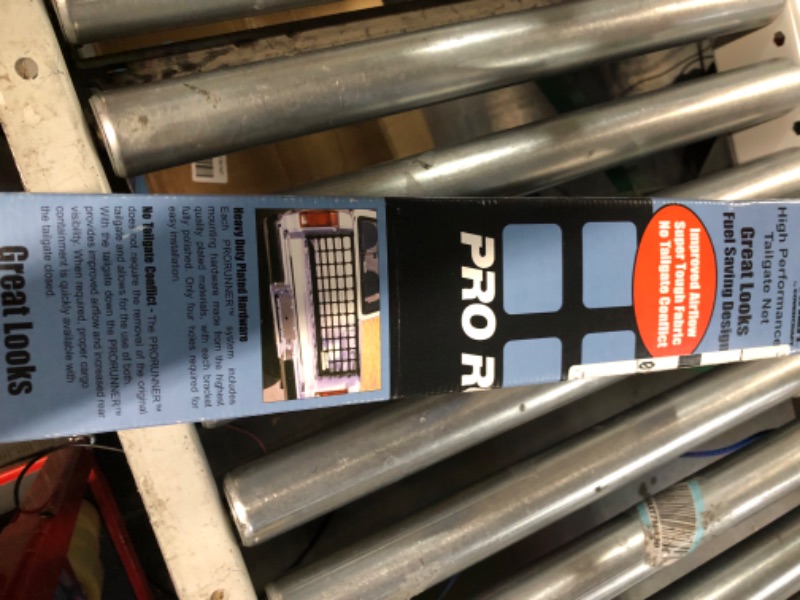 High Performance
Tailgate Net
Great Looks
Fuel Saving Design
Improved Airflow
Super Tough Fabric
No Tailgate Conflict
PRO R
Heavy Duty Plated Hardware
Each PRORUNNER™ system includes
mounting hardware made from the highest
quality plated materials, with each bracket
fully polished. Only four holes required for
easy installation.
No Tailgate Conflict - The PRORUNNER™
does not require the removal of the original
tailgate and allows for the use of both.
With the tailgate down the PRORUNNER™
provides improved airflow and increased rear
visibility. When required, proper cargo
containment is quickly available with
the tailgate closed.
Great Looks